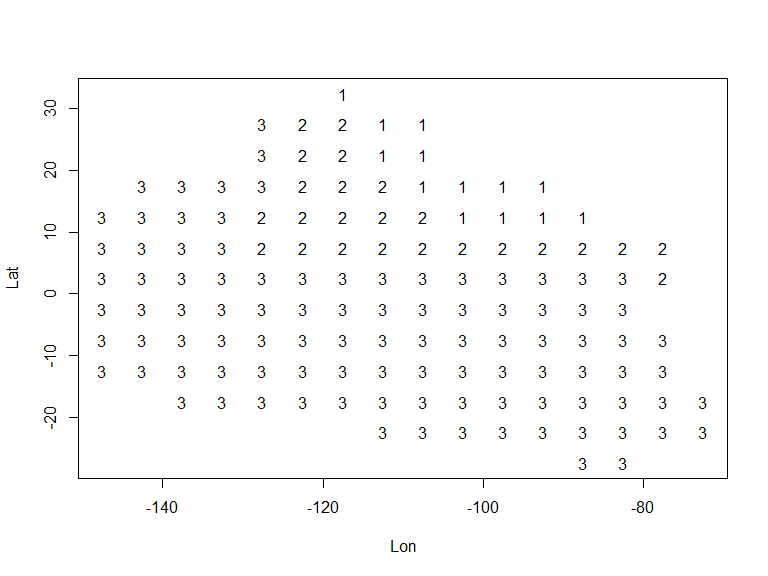 1
30
3 2 2 1 1
3 2 2 1 1
20
3 3 3 3 2 2 2 1 1 1 1
3 3 3 3 2 2 2 2 2 1 1 1 1
10
3 3 3 3 2 2 2 2 2 2 2 2 2 2 2
3 3 3 3 3 3 3 3 3 3 3 3 3 3 2
Lat
0
3 3 3 3 3 3 3 3 3 3 3 3 3 3
3 3 3 3 3 3 3 3 3 3 3 3 3 3 3
-10
3 3 3 3 3 3 3 3 3 3 3 3 3 3 3
3 3 3 3 3 3 3 3 3 3 3 3 3 3
-20
3 3 3 3 3 3 3 3 3
3 3
-140 -120 -100 -80
Lon